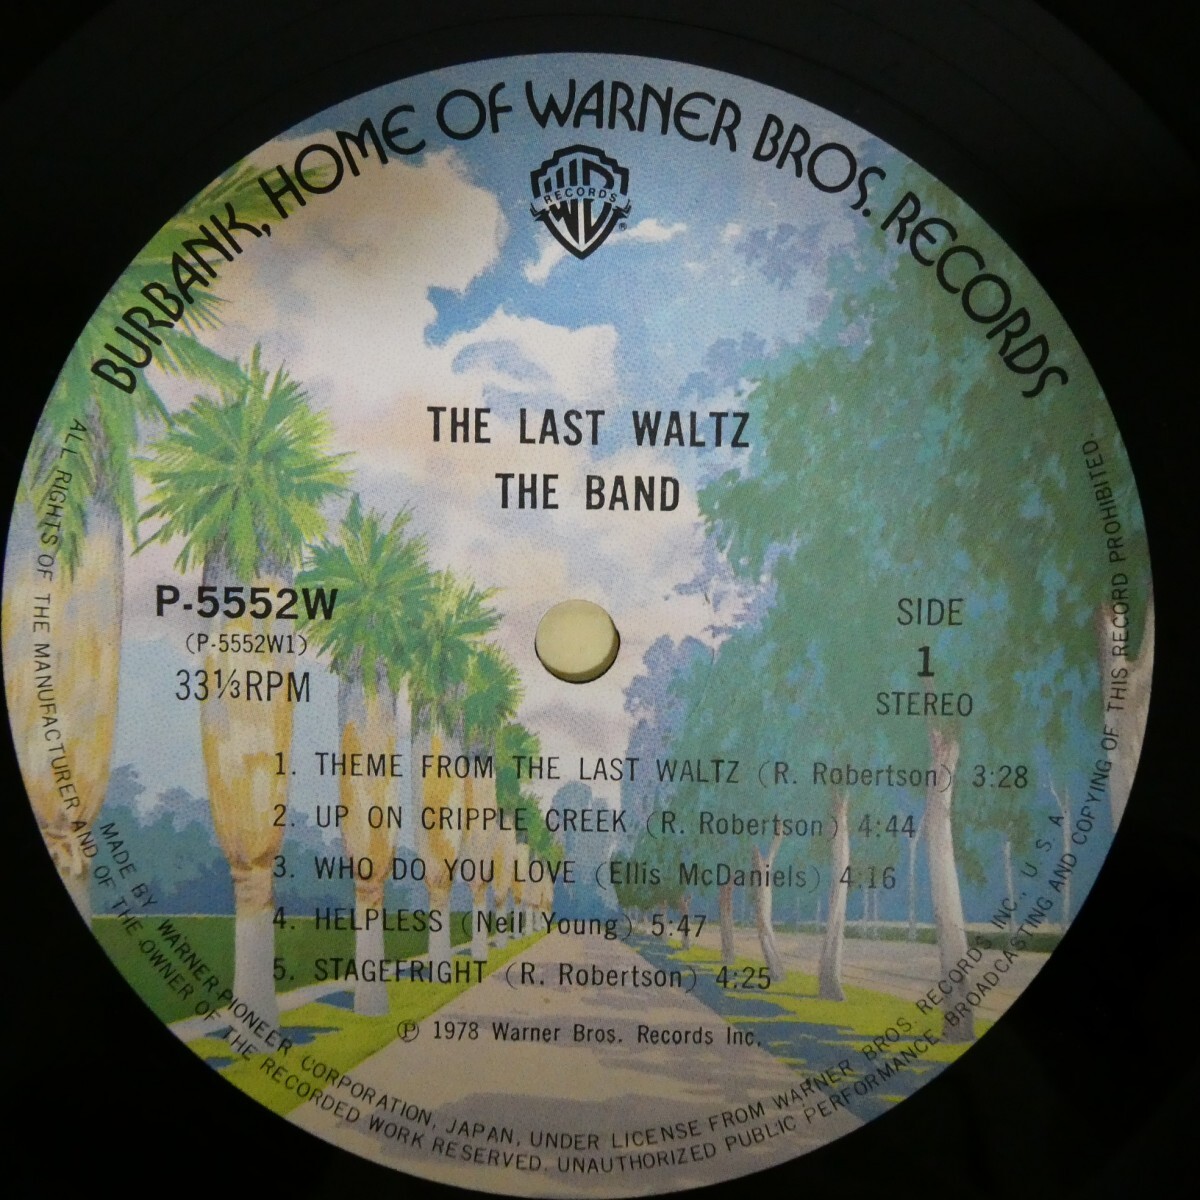 BURBANK, HOME OF WARNER BROS. RECORDS
RECORDS
®
THE LAST WALTZ
THE BAND
P-5552W
(P-5552W1)
33⅓RPM
SIDE
1
STEREO
1. THEME FROM THE LAST WALTZ (R. Robertson) 3:28
2. UP ON CRIPPLE CREEK (R. Robertson) 4:44
3. WHO DO YOU LOVE (Ellis McDaniels) 4:16
4. HELPLESS (Neil Young) 5:47
5. STAGEFRIGHT (R. Robertson) 4:25
℗ 1978 Warner Bros. Records Inc.
MADE BY WARNER-PIONEER CORPORATION, JAPAN, UNDER LICENSE FROM WARNER BROS. RECORDS INC., U.S.A.
ALL RIGHTS OF THE MANUFACTURER AND OF THE OWNER OF THE RECORDED WORK RESERVED. UNAUTHORIZED PUBLIC PERFORMANCE, BROADCASTING AND COPYING OF THIS RECORD PROHIBITED.